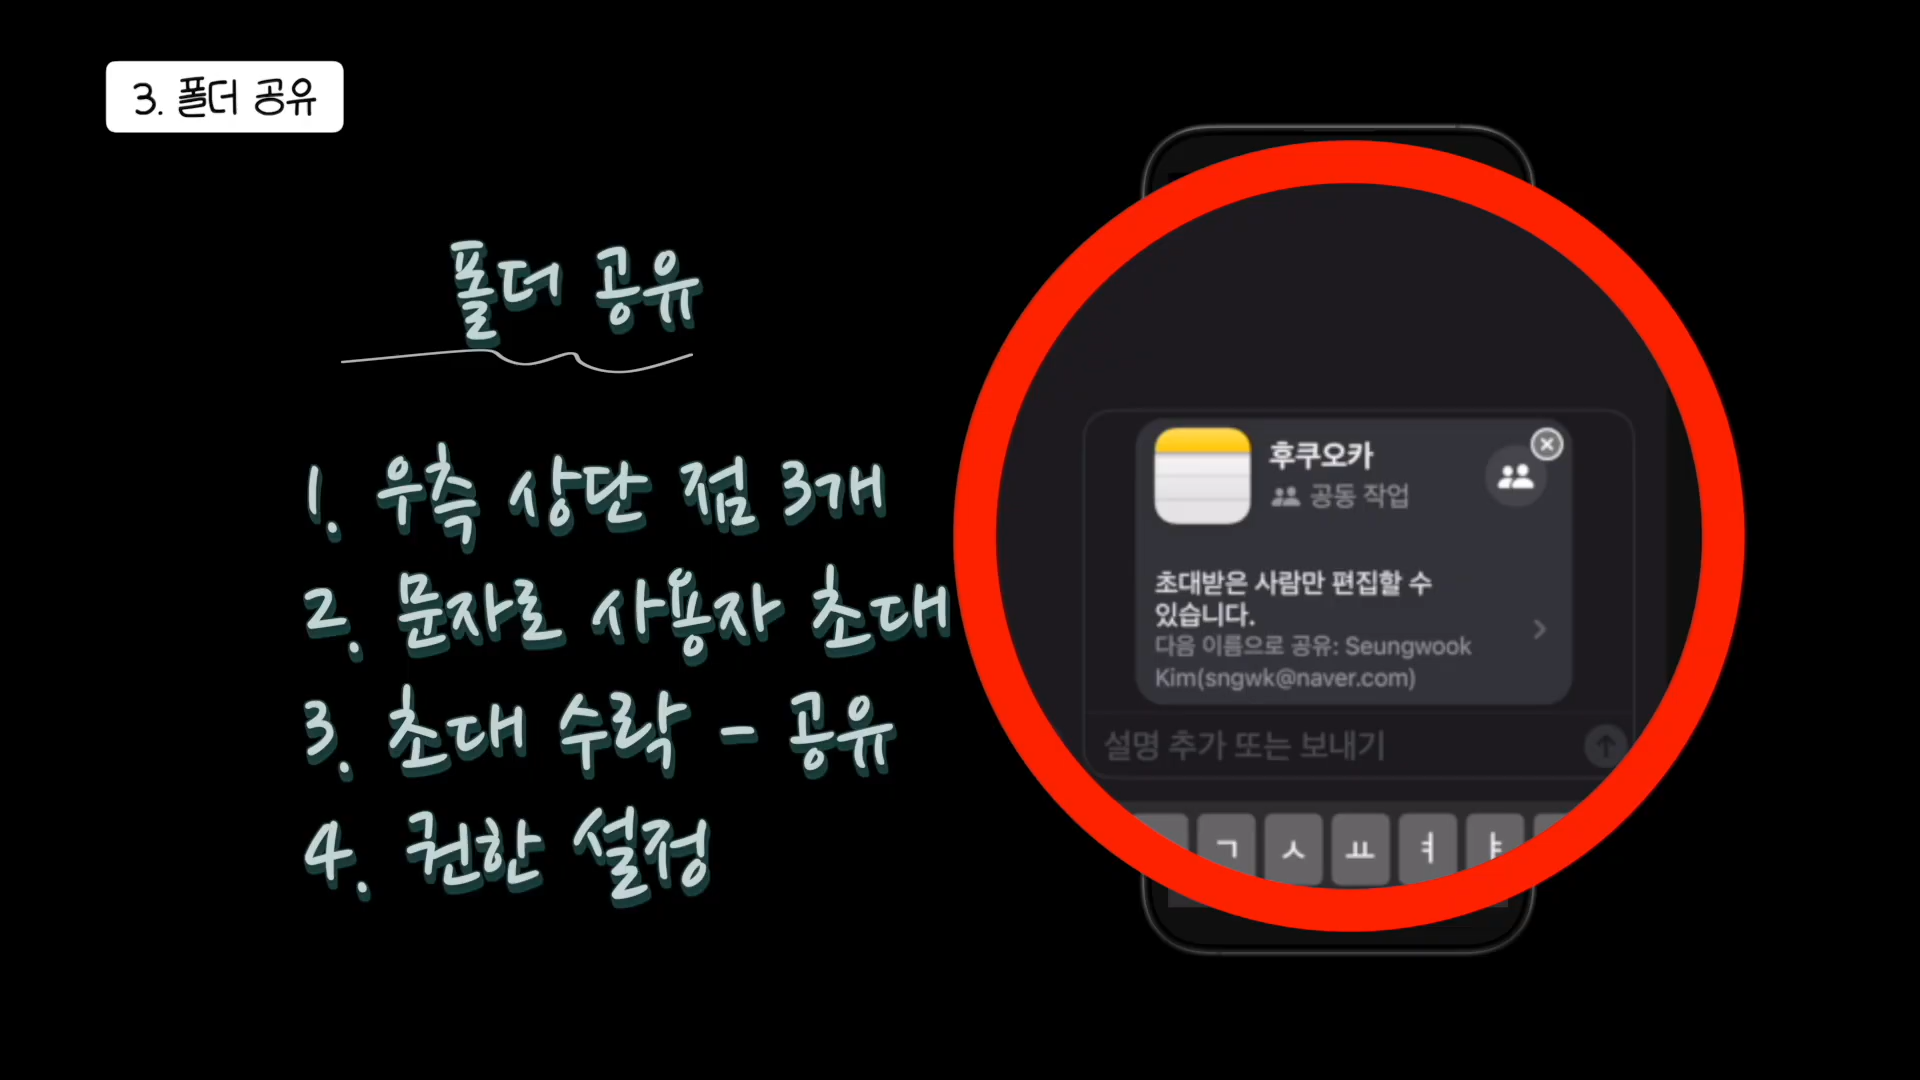 3. 폴더 공유
폴더 공유
1. 우측 상단 점 3개
2. 문자로 사용자 초대
3. 초대 수락 - 공유
4. 권한 설정
후쿠오카
공동 작업
초대받은 사람만 편집할 수
있습니다.
다음 이름으로 공유: Seungwook
Kim(sngwk@naver.com)
설명 추가 또는 보내기
ㄱ ㅅ ㅛ ㅕ ㅑ